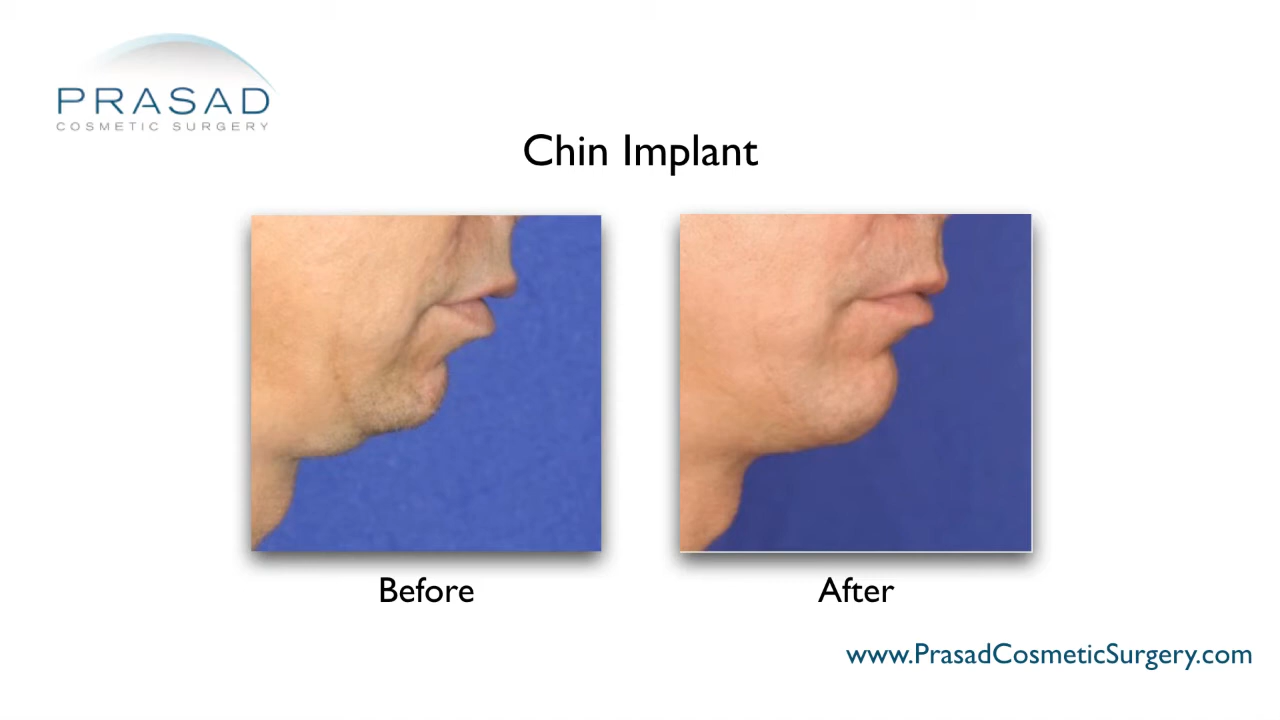 PRASAD
COSMETIC SURGERY
Chin Implant
Before
After
www.PrasadCosmeticSurgery.com